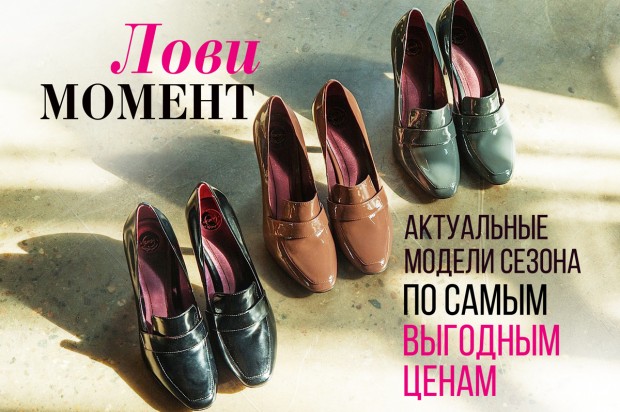 Лови
МОМЕНТ
АКТУАЛЬНЫЕ
МОДЕЛИ СЕЗОНА
ПО САМЫМ
ВЫГОДНЫМ
ЦЕНАМ